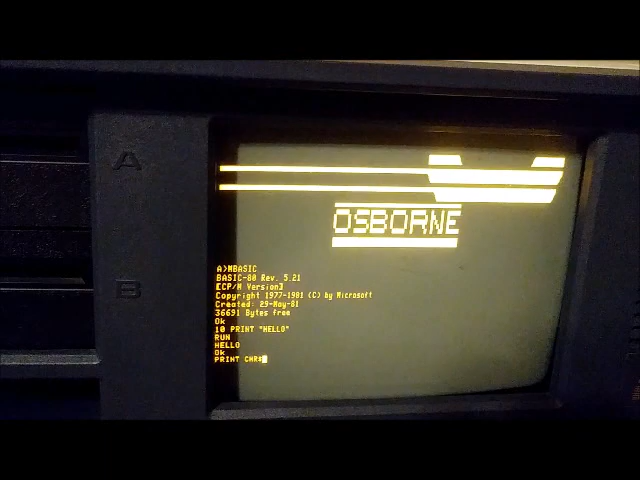 A
B
OSBORNE
A>MBASIC
BASIC-80 Rev. 5.21
[CP/M Version]
Copyright 1977-1981 (C) by Microsoft
Created: 29-May-81
36691 Bytes free
Ok
10 PRINT "HELLO"
RUN
HELLO
Ok
PRINT CHR$